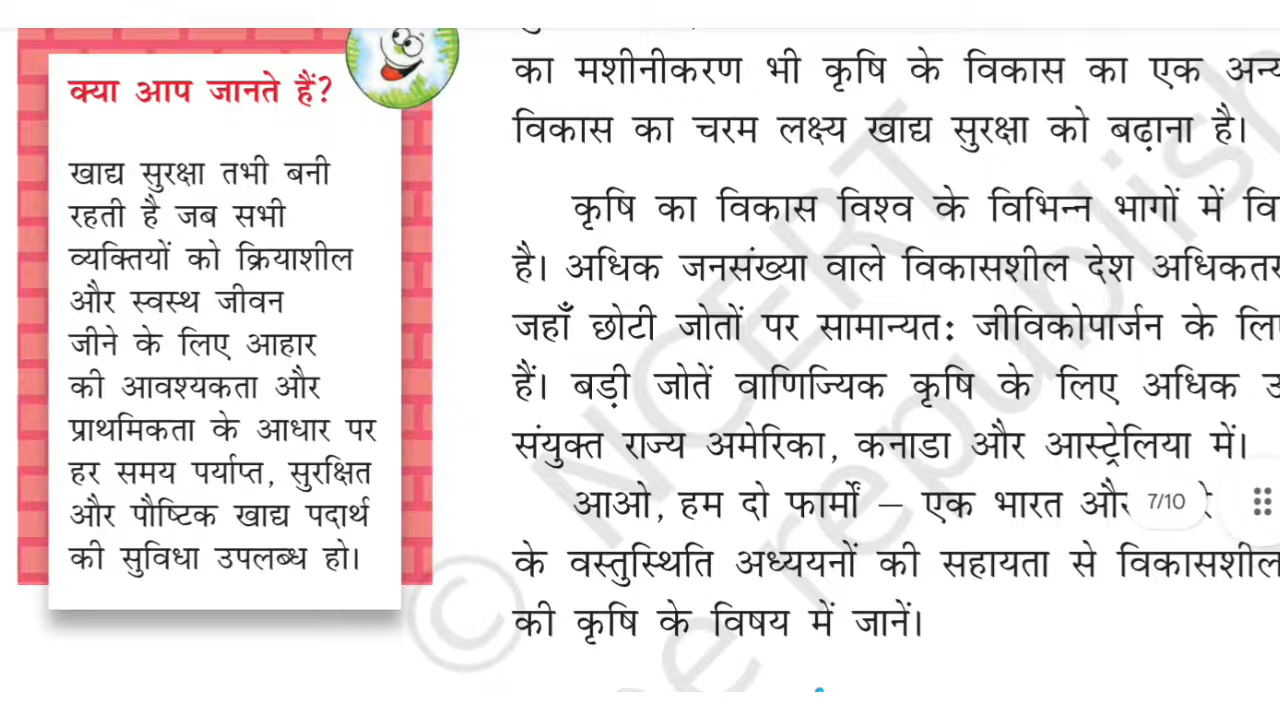 क्या आप जानते हैं?
खाद्य सुरक्षा तभी बनी
रहती है जब सभी
व्यक्तियों को क्रियाशील
और स्वस्थ जीवन
जीने के लिए आहार
की आवश्यकता और
प्राथमिकता के आधार पर
हर समय पर्याप्त, सुरक्षित
और पौष्टिक खाद्य पदार्थ
की सुविधा उपलब्ध हो।
का मशीनीकरण भी कृषि के विकास का एक
विकास का चरम लक्ष्य खाद्य सुरक्षा को बढ़ाना है।
कृषि का विकास विश्व के विभिन्न भागों में
है। अधिक जनसंख्या वाले विकासशील देश
जहाँ छोटी जोतों पर सामान्यतः जीविकोपार्जन के
हैं। बड़ी जोतें वाणिज्यिक कृषि के लिए अधिक
संयुक्त राज्य अमेरिका, कनाडा और आस्ट्रेलिया में।
आओ, हम दो फार्मों – एक भारत
7/10
के वस्तुस्थिति अध्ययनों की सहायता से विकासशील
की कृषि के विषय में जानें।
© NCERT
republish